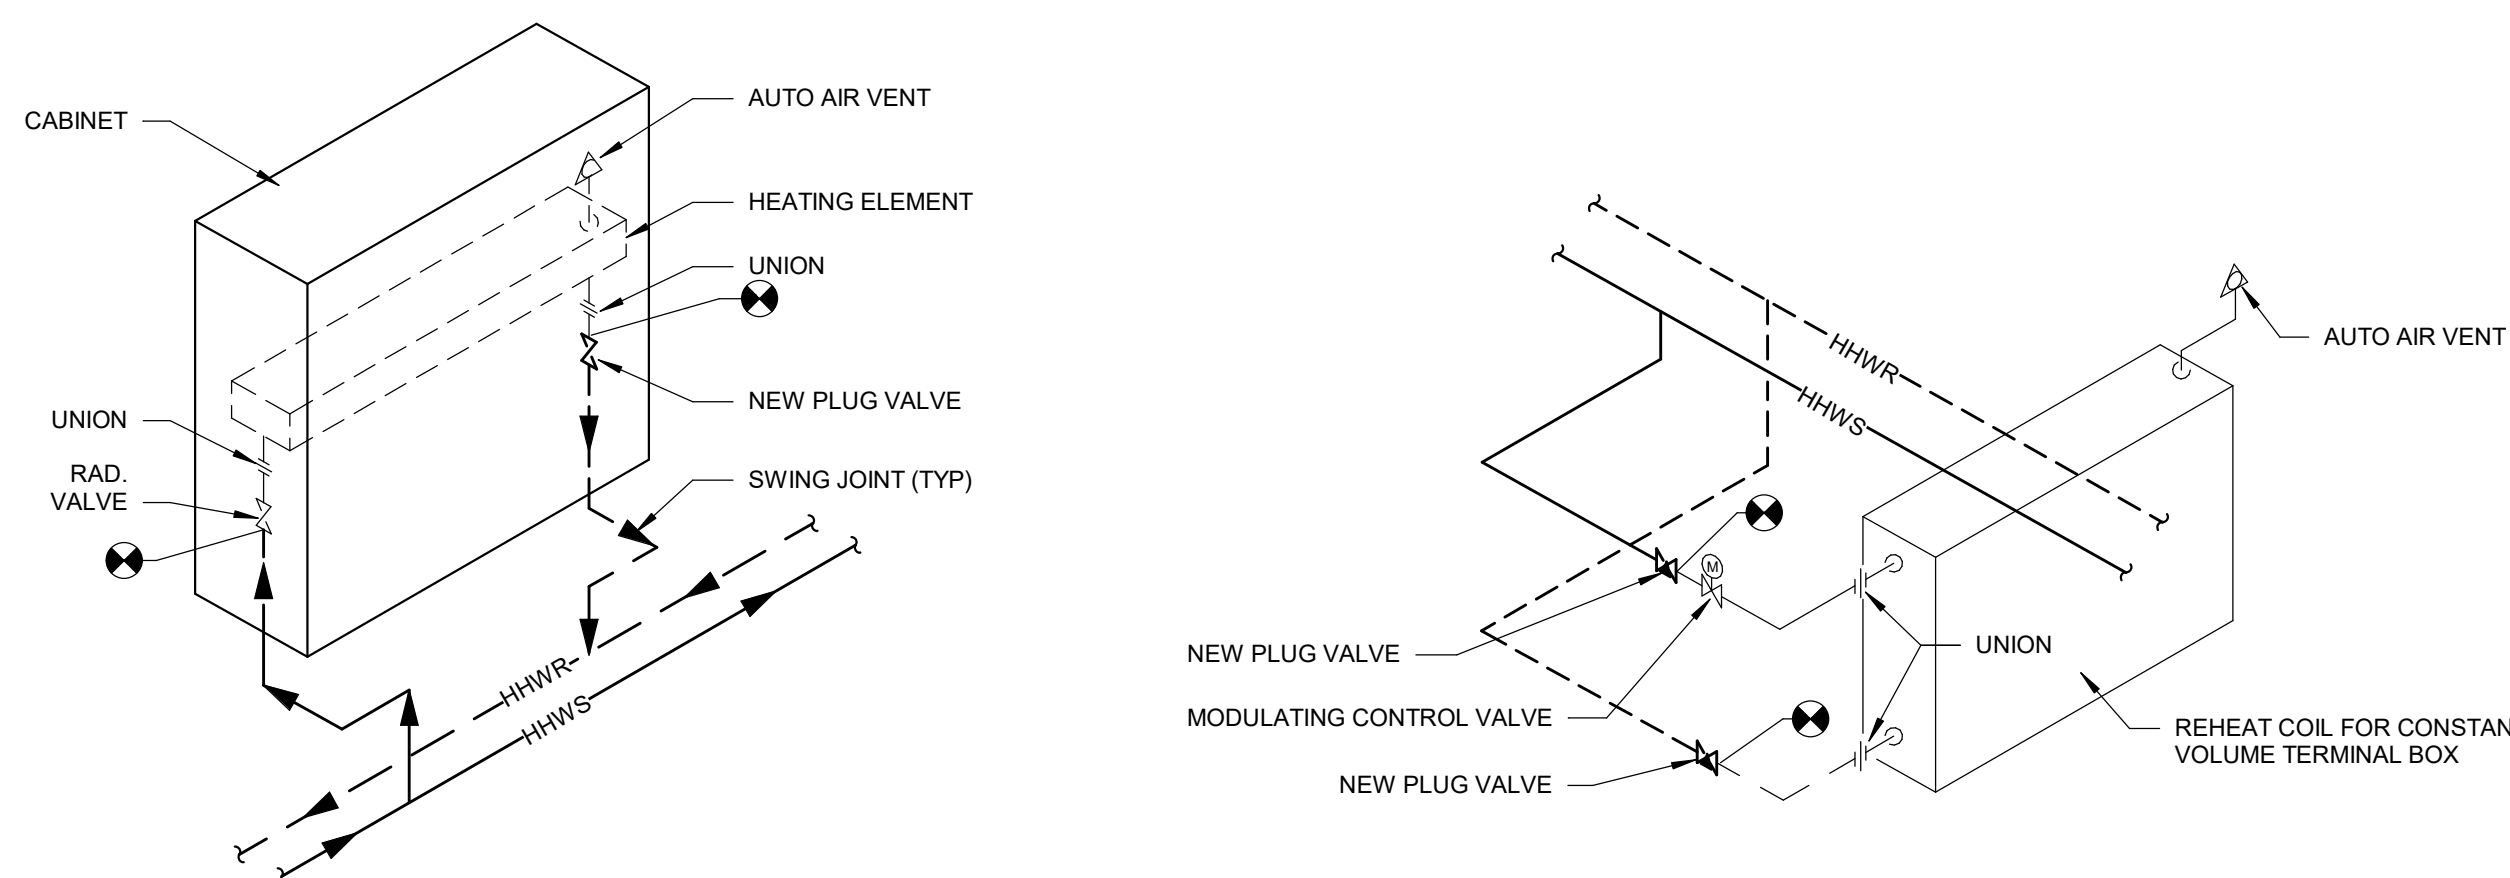 CABINET
AUTO AIR VENT
HEATING ELEMENT
UNION
NEW PLUG VALVE
UNION
RAD.
VALVE
SWING JOINT (TYP)
HHWR
HHWS
HHWR
HHWS
AUTO AIR VENT
M
NEW PLUG VALVE
UNION
MODULATING CONTROL VALVE
REHEAT COIL FOR CONSTAN
VOLUME TERMINAL BOX
NEW PLUG VALVE